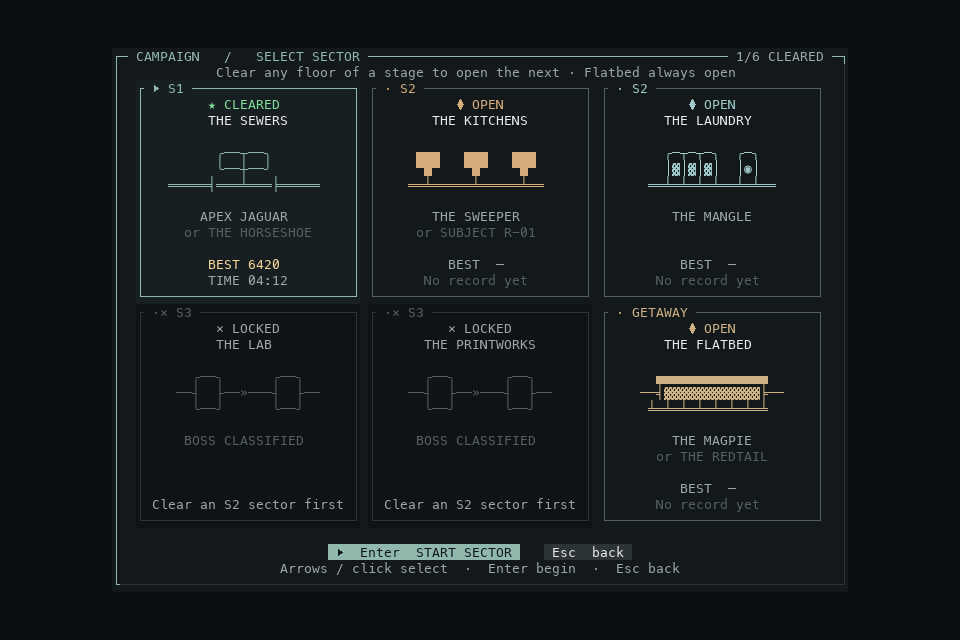 CAMPAIGN / SELECT SECTOR 1/6 CLEARED
Clear any floor of a stage to open the next · Flatbed always open
S1
★ CLEARED
THE SEWERS
APEX JAGUAR
or THE HORSESHOE
BEST 6420
TIME 04:12
· S2
♦ OPEN
THE KITCHENS
THE SWEEPER
or SUBJECT R-01
BEST –
No record yet
· S2
♦ OPEN
THE LAUNDRY
THE MANGLE
BEST –
No record yet
·× S3
× LOCKED
THE LAB
»
BOSS CLASSIFIED
Clear an S2 sector first
·× S3
× LOCKED
THE PRINTWORKS
»
BOSS CLASSIFIED
Clear an S2 sector first
· GETAWAY
♦ OPEN
THE FLATBED
THE MAGPIE
or THE REDTAIL
BEST –
No record yet
Enter START SECTOR
Esc back
Arrows / click select · Enter begin · Esc back